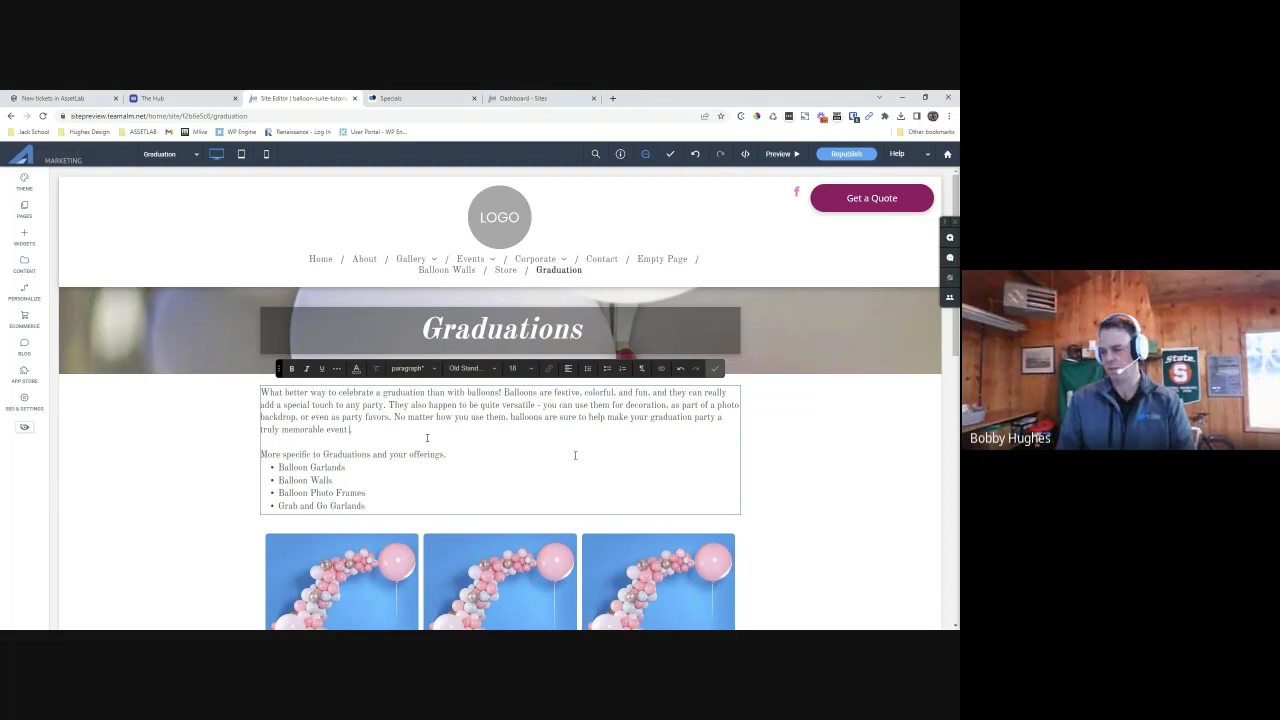 New tickets in AssetLab
The Hub
Site Editor | balloon-suite-tutori
Specials
Dashboard - Sites
sitepreview.teamalm.net/home/site/f2b6e5c8/graduation
Jack School
Hughes Design
ASSETLAB
Mlive
WP Engine
Renaissance - Log In
User Portal - WP En...
Other bookmarks
MARKETING
Graduation
Preview
Republish
Help
THEME
PAGES
WIDGETS
CONTENT
PERSONALIZE
ECOMMERCE
BLOG
APP STORE
SEO & SETTINGS
LOGO
f
Get a Quote
Home / About / Gallery / Events / Corporate / Contact / Empty Page /
Balloon Walls / Store / Graduation
Graduations
B I U A paragraph* Old Stand... 18
What better way to celebrate a graduation than with balloons! Balloons are festive, colorful, and fun, and they can really
add a special touch to any party. They also happen to be quite versatile - you can use them for decoration, as part of a photo
backdrop, or even as party favors. No matter how you use them, balloons are sure to help make your graduation party a
truly memorable event.
More specific to Graduations and your offerings.
• Balloon Garlands
• Balloon Walls
• Balloon Photo Frames
• Grab and Go Garlands
State
Bobby Hughes